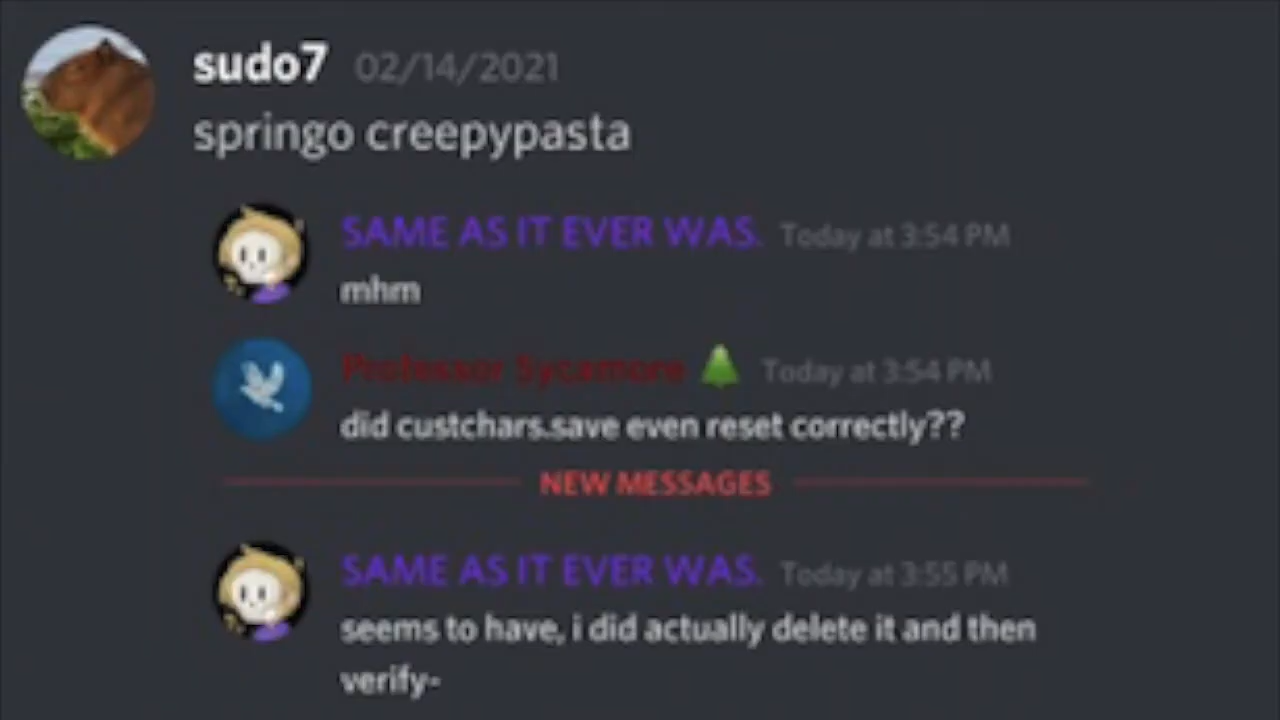 sudo7 02/14/2021
springo creepypasta
SAME AS IT EVER WAS. Today at 3:54 PM
mhm
Professor Sycamore Today at 3:54 PM
did custchars.save even reset correctly??
NEW MESSAGES
SAME AS IT EVER WAS. Today at 3:55 PM
seems to have, i did actually delete it and then
verify-